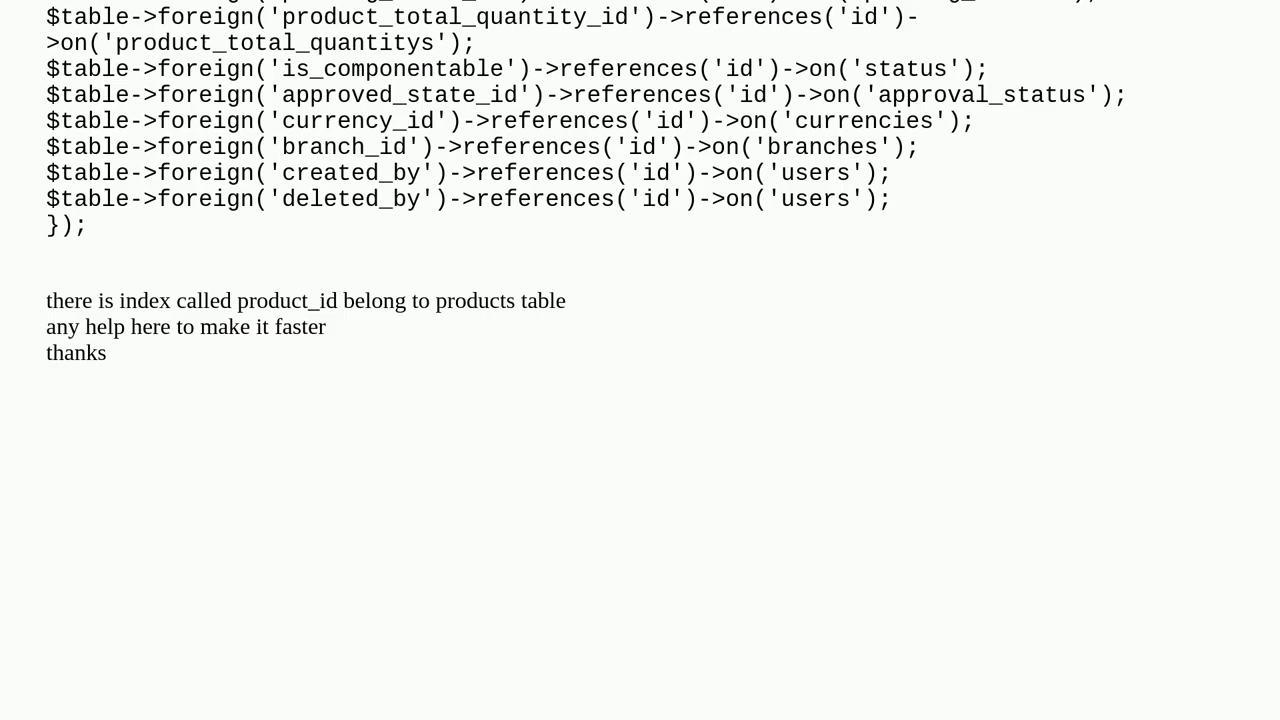 $table->foreign('product_total_quantity_id')->references('id')-
>on('product_total_quantitys');
$table->foreign('is_componentable')->references('id')->on('status');
$table->foreign('approved_state_id')->references('id')->on('approval_status');
$table->foreign('currency_id')->references('id')->on('currencies');
$table->foreign('branch_id')->references('id')->on('branches');
$table->foreign('created_by')->references('id')->on('users');
$table->foreign('deleted_by')->references('id')->on('users');
});
there is index called product_id belong to products table
any help here to make it faster
thanks